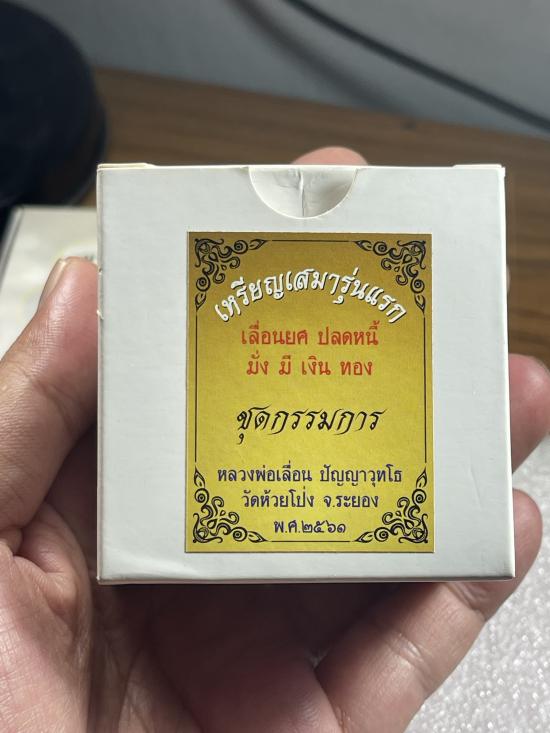 เหรียญเสมารุ่นแรก
เลื่อนยศ ปลดหนี้
มั่ง มี เงิน ทอง
ชุดกรรมการ
หลวงพ่อเลื่อน ปัญญาวุทโธ
วัดห้วยโป่ง จ.ระยอง
พ.ศ.๒๕๖๑